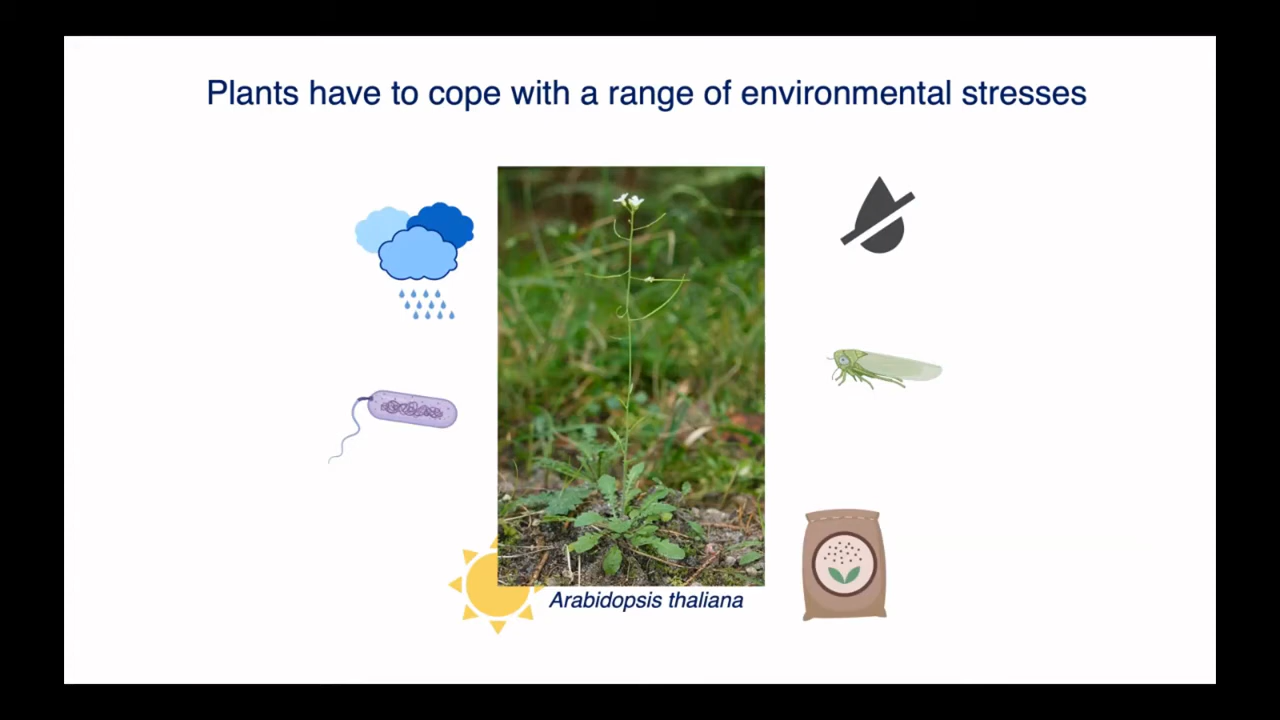 Plants have to cope with a range of environmental stresses
Arabidopsis thaliana